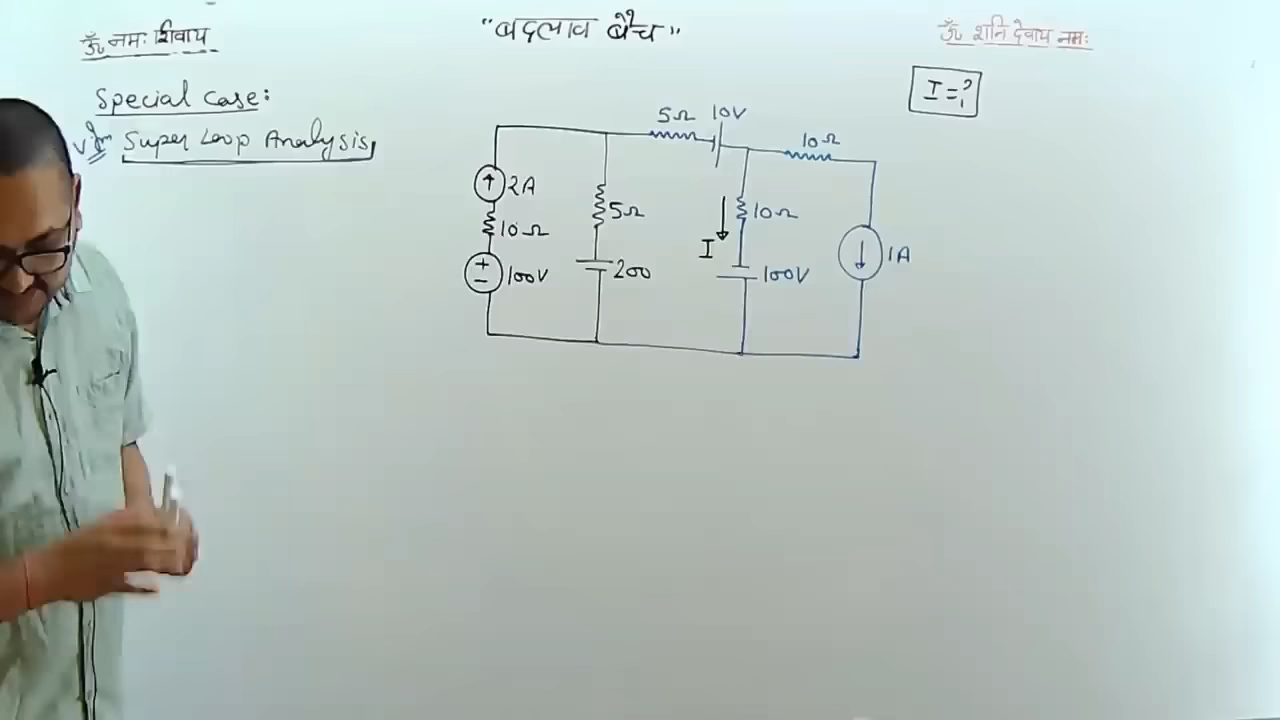 ॐ नमः शिवाय
"बदलाव बैच"
ॐ शनि देवाय नमः
Special Case:
Super Loop Analysis
I = ?
5Ω 10V
10Ω
2A
10Ω
100V
5Ω
200
I
10Ω
100V
1A